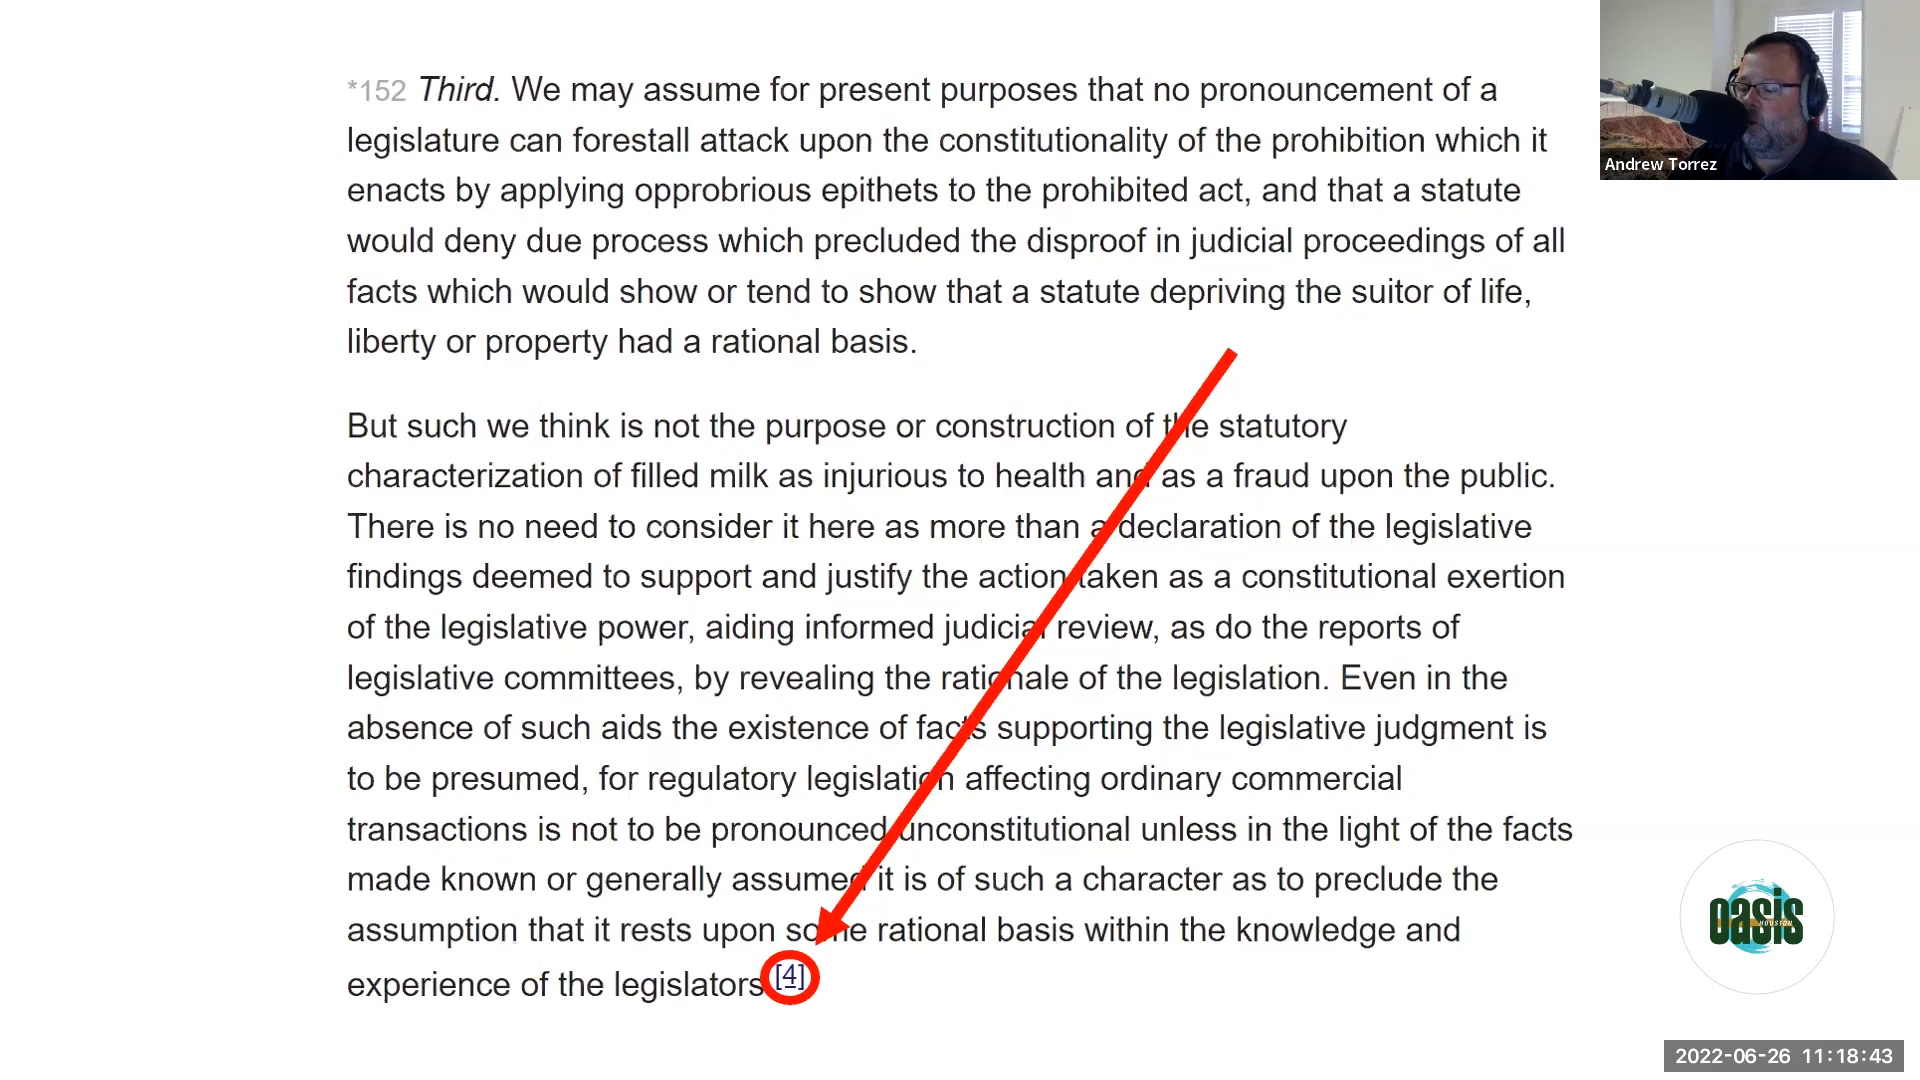 *152 Third. We may assume for present purposes that no pronouncement of a
legislature can forestall attack upon the constitutionality of the prohibition which it
enacts by applying opprobrious epithets to the prohibited act, and that a statute
would deny due process which precluded the disproof in judicial proceedings of all
facts which would show or tend to show that a statute depriving the suitor of life,
liberty or property had a rational basis.
But such we think is not the purpose or construction of the statutory
characterization of filled milk as injurious to health and as a fraud upon the public.
There is no need to consider it here as more than a declaration of the legislative
findings deemed to support and justify the action taken as a constitutional exertion
of the legislative power, aiding informed judicial review, as do the reports of
legislative committees, by revealing the rationale of the legislation. Even in the
absence of such aids the existence of facts supporting the legislative judgment is
to be presumed, for regulatory legislation affecting ordinary commercial
transactions is not to be pronounced unconstitutional unless in the light of the facts
made known or generally assumed it is of such a character as to preclude the
assumption that it rests upon some rational basis within the knowledge and
experience of the legislators [4]
Andrew Torrez
oasis
HOUSTON
2022-06-26 11:18:43